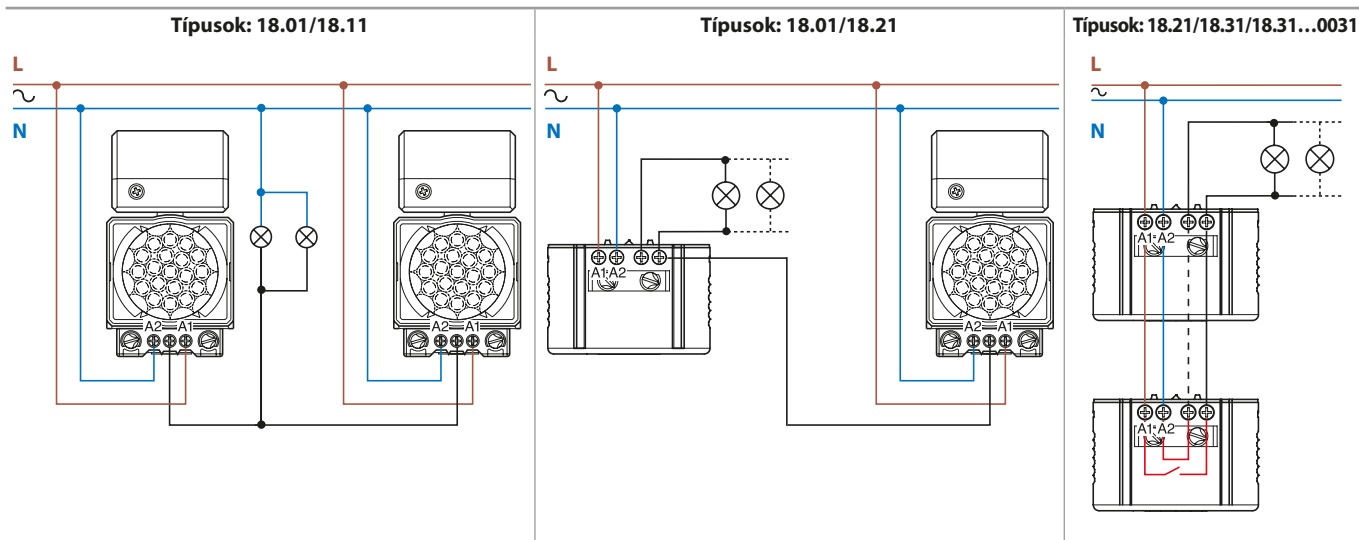 Típusok: 18.01/18.11
L
N
A2 A1
A2 A1
Típusok: 18.01/18.21
L
N
A1 A2
A2 A1
Típusok: 18.21/18.31/18.31...0031
L
N
A1 A2
A1 A2